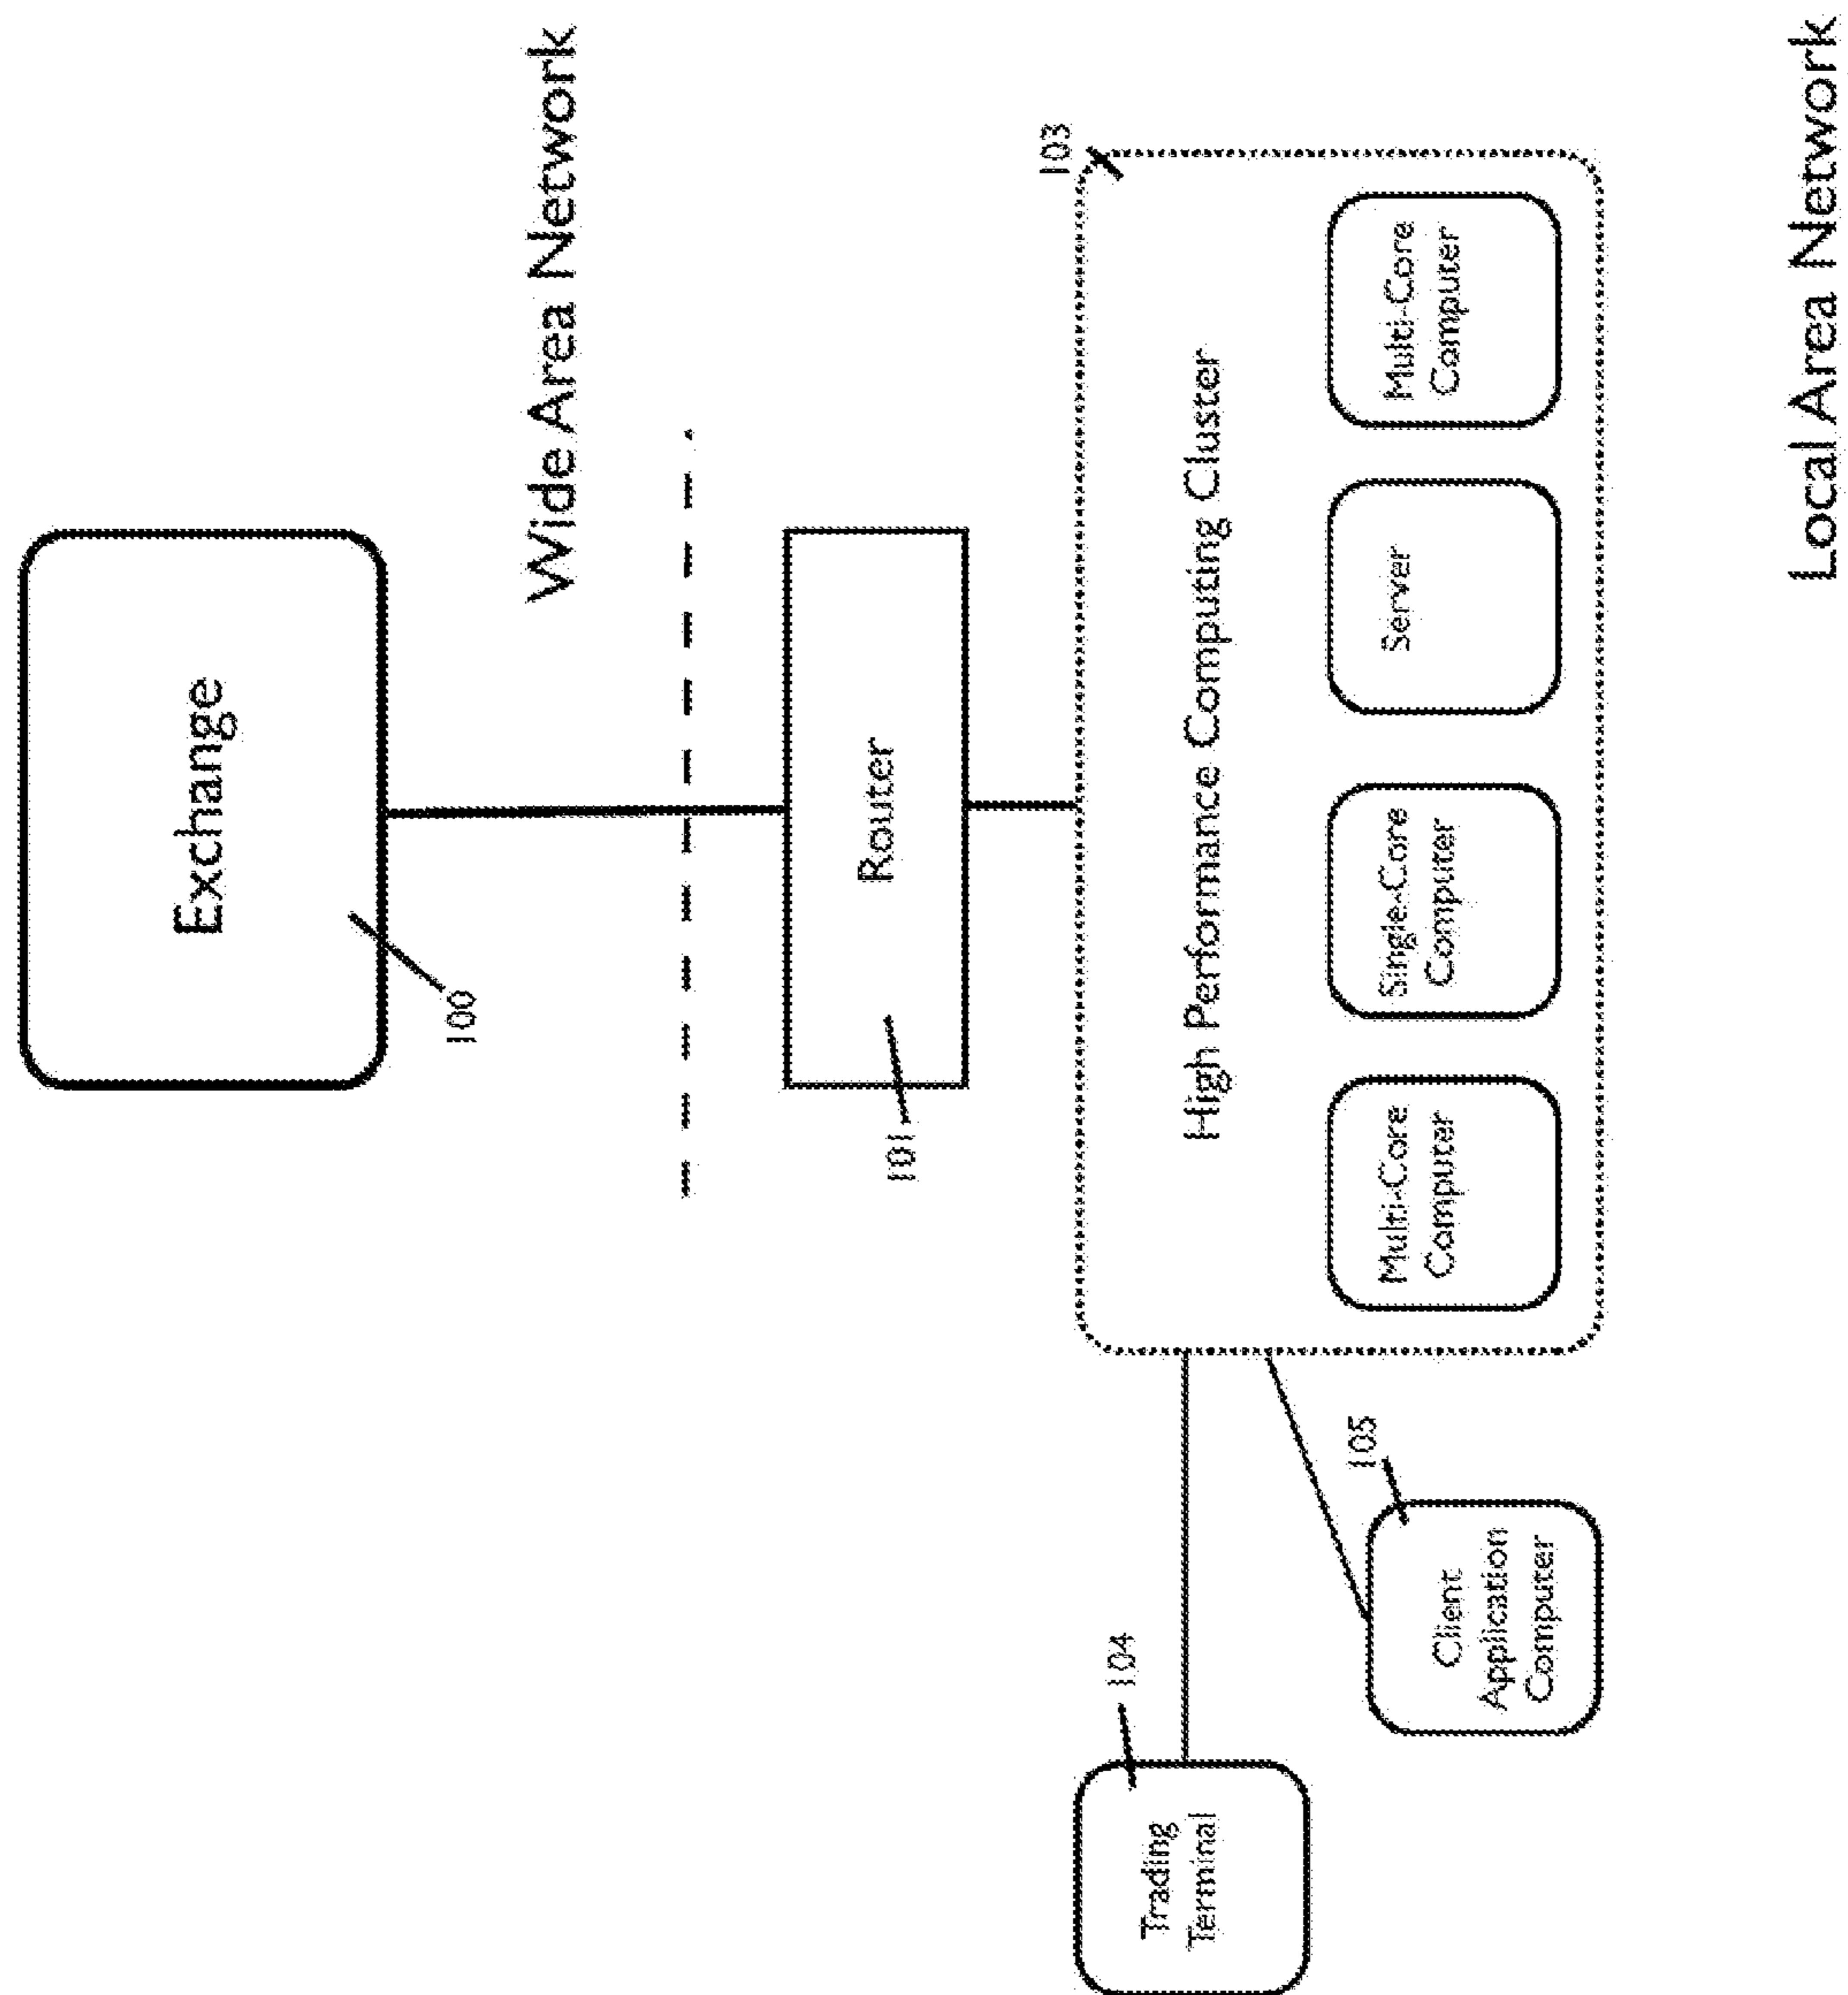 Exchange
100
Wide Area Network
Router
101
103
High Performance Computing Cluster
Multi-Core
Computer
Single-Core
Computer
Server
Multi-Core
Computer
Trading
Terminal
104
Client
Application
Computer
105
Local Area Network